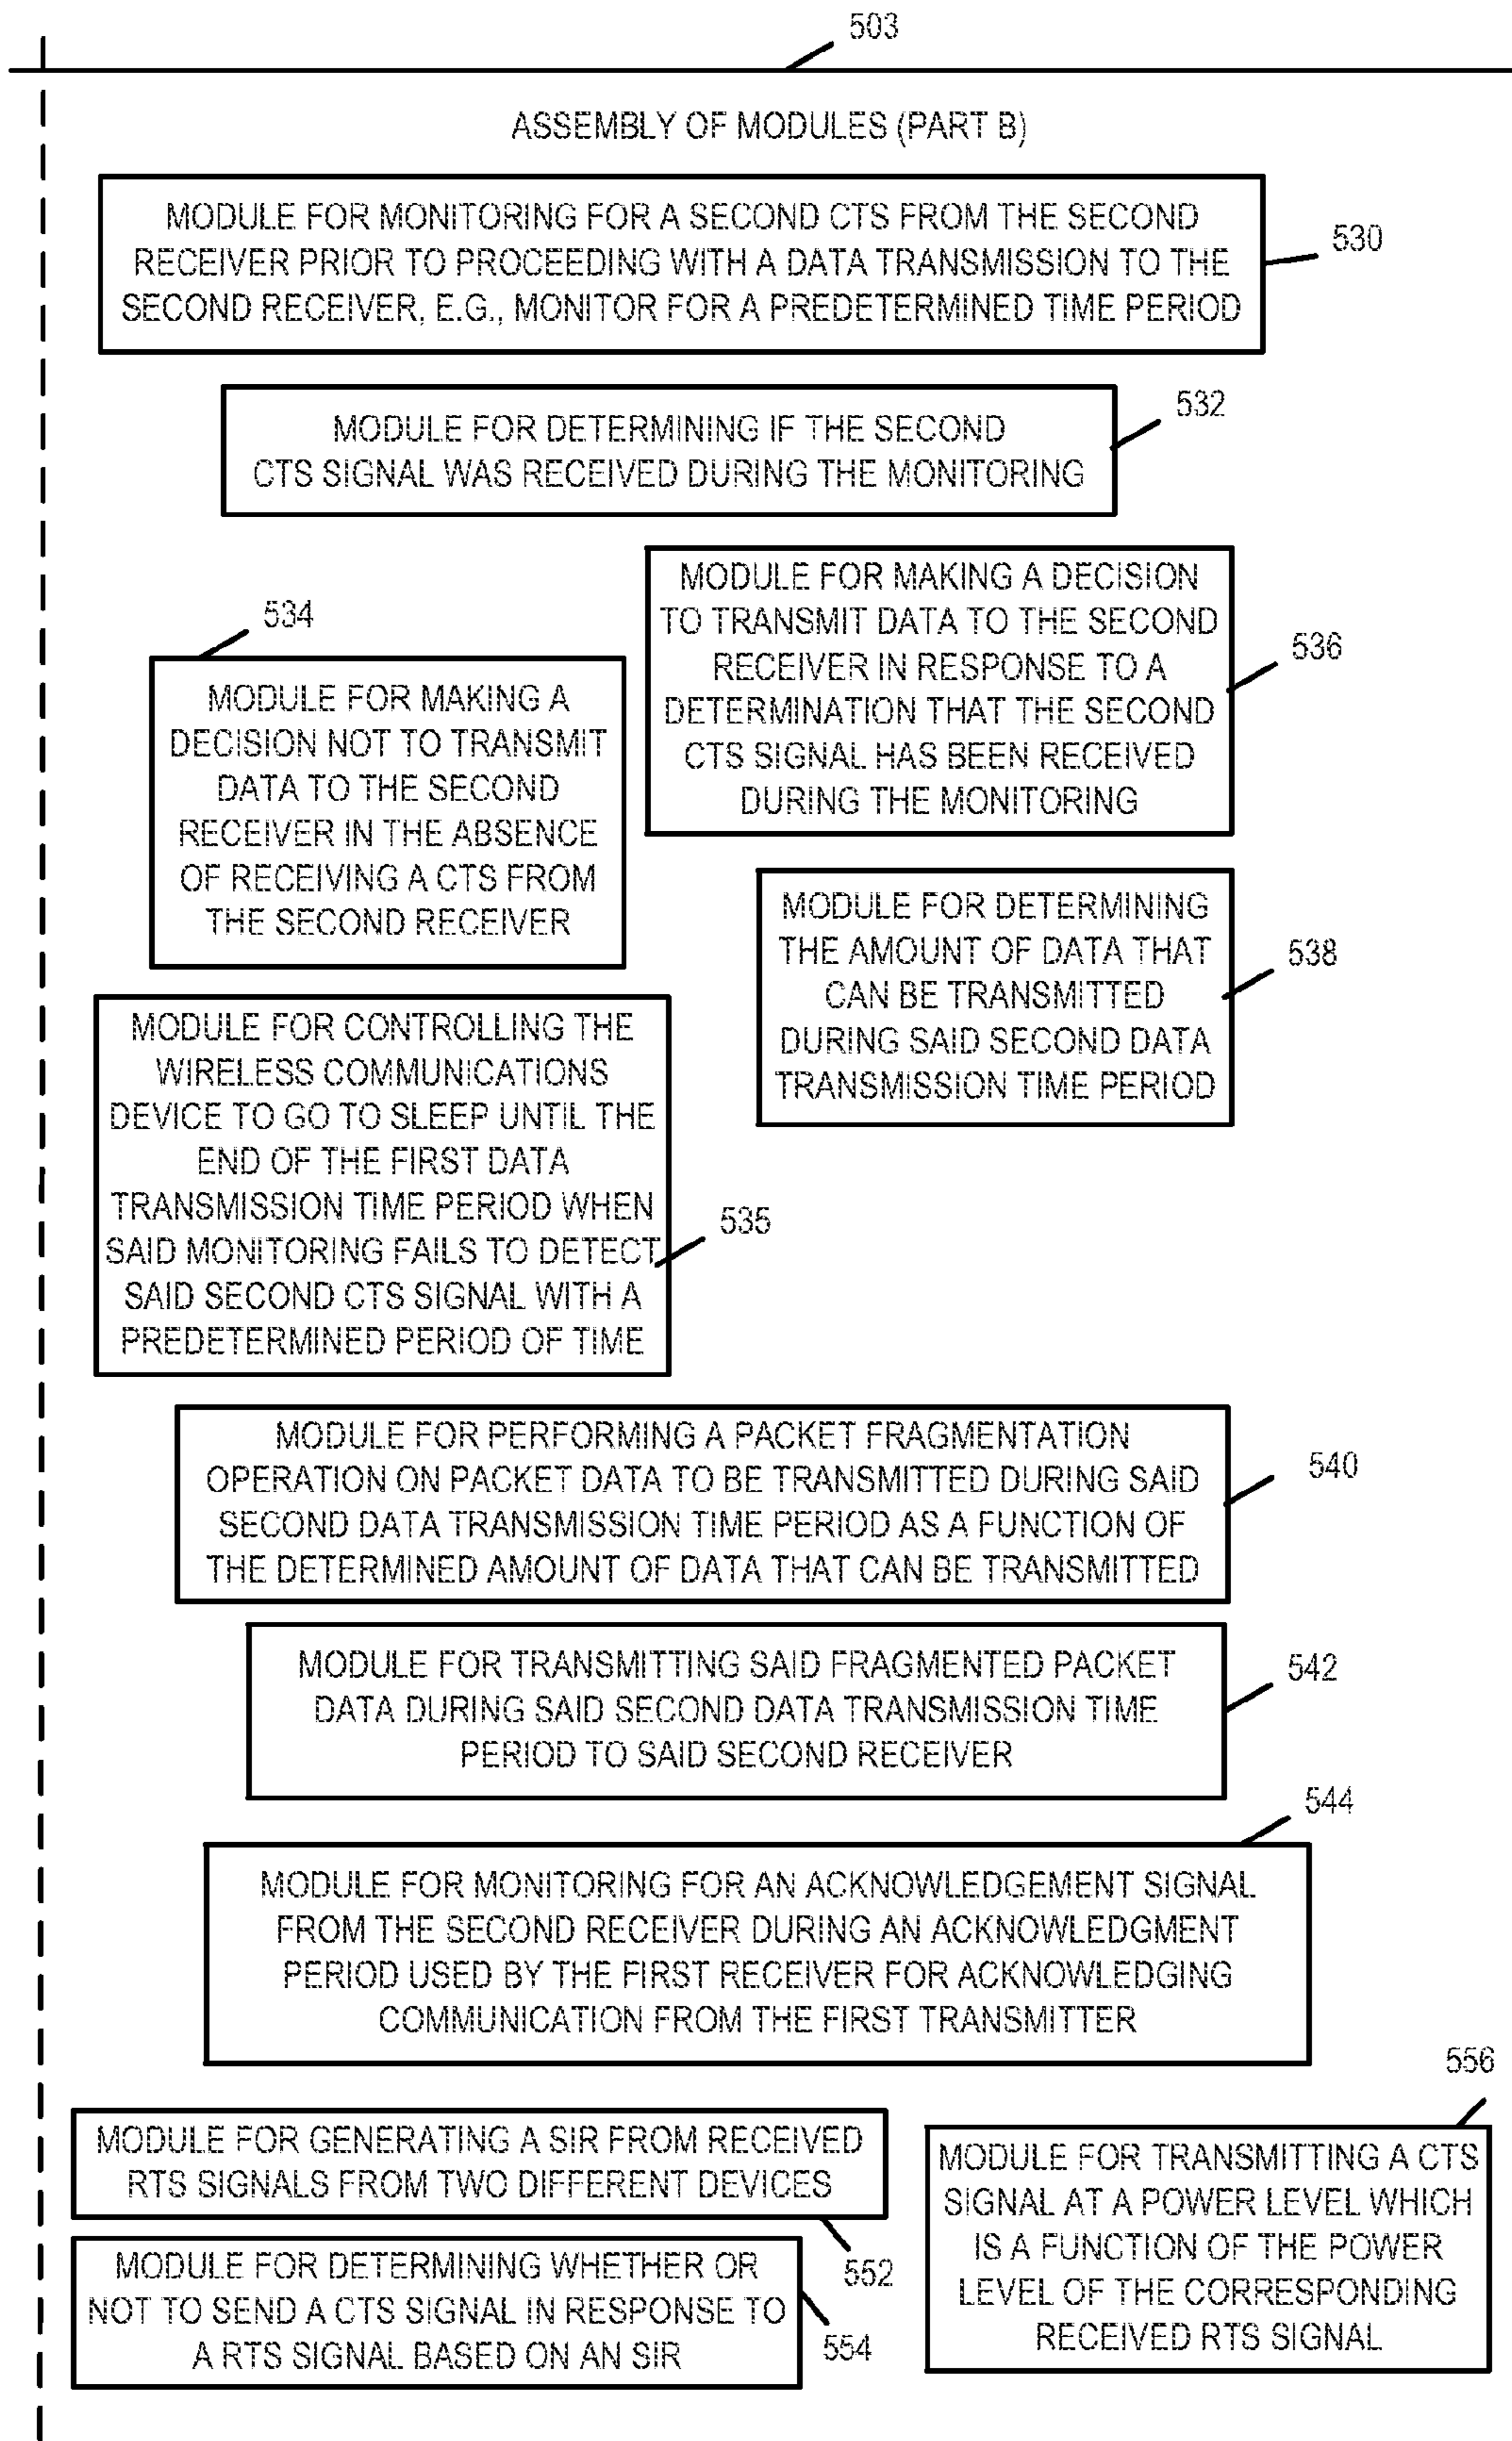 503
ASSEMBLY OF MODULES (PART B)
MODULE FOR MONITORING FOR A SECOND CTS FROM THE SECOND
RECEIVER PRIOR TO PROCEEDING WITH A DATA TRANSMISSION TO THE
SECOND RECEIVER, E.G., MONITOR FOR A PREDETERMINED TIME PERIOD
530
MODULE FOR DETERMINING IF THE SECOND
CTS SIGNAL WAS RECEIVED DURING THE MONITORING
532
534
MODULE FOR MAKING A
DECISION NOT TO TRANSMIT
DATA TO THE SECOND
RECEIVER IN THE ABSENCE
OF RECEIVING A CTS FROM
THE SECOND RECEIVER
MODULE FOR MAKING A DECISION
TO TRANSMIT DATA TO THE SECOND
RECEIVER IN RESPONSE TO A
DETERMINATION THAT THE SECOND
CTS SIGNAL HAS BEEN RECEIVED
DURING THE MONITORING
536
MODULE FOR DETERMINING
THE AMOUNT OF DATA THAT
CAN BE TRANSMITTED
DURING SAID SECOND DATA
TRANSMISSION TIME PERIOD
538
MODULE FOR CONTROLLING THE
WIRELESS COMMUNICATIONS
DEVICE TO GO TO SLEEP UNTIL THE
END OF THE FIRST DATA
TRANSMISSION TIME PERIOD WHEN
SAID MONITORING FAILS TO DETECT
SAID SECOND CTS SIGNAL WITH A
PREDETERMINED PERIOD OF TIME
535
MODULE FOR PERFORMING A PACKET FRAGMENTATION
OPERATION ON PACKET DATA TO BE TRANSMITTED DURING SAID
SECOND DATA TRANSMISSION TIME PERIOD AS A FUNCTION OF
THE DETERMINED AMOUNT OF DATA THAT CAN BE TRANSMITTED
540
MODULE FOR TRANSMITTING SAID FRAGMENTED PACKET
DATA DURING SAID SECOND DATA TRANSMISSION TIME
PERIOD TO SAID SECOND RECEIVER
542
544
MODULE FOR MONITORING FOR AN ACKNOWLEDGEMENT SIGNAL
FROM THE SECOND RECEIVER DURING AN ACKNOWLEDGMENT
PERIOD USED BY THE FIRST RECEIVER FOR ACKNOWLEDGING
COMMUNICATION FROM THE FIRST TRANSMITTER
MODULE FOR GENERATING A SIR FROM RECEIVED
RTS SIGNALS FROM TWO DIFFERENT DEVICES
552
MODULE FOR DETERMINING WHETHER OR
NOT TO SEND A CTS SIGNAL IN RESPONSE TO
A RTS SIGNAL BASED ON AN SIR
554
556
MODULE FOR TRANSMITTING A CTS
SIGNAL AT A POWER LEVEL WHICH
IS A FUNCTION OF THE POWER
LEVEL OF THE CORRESPONDING
RECEIVED RTS SIGNAL